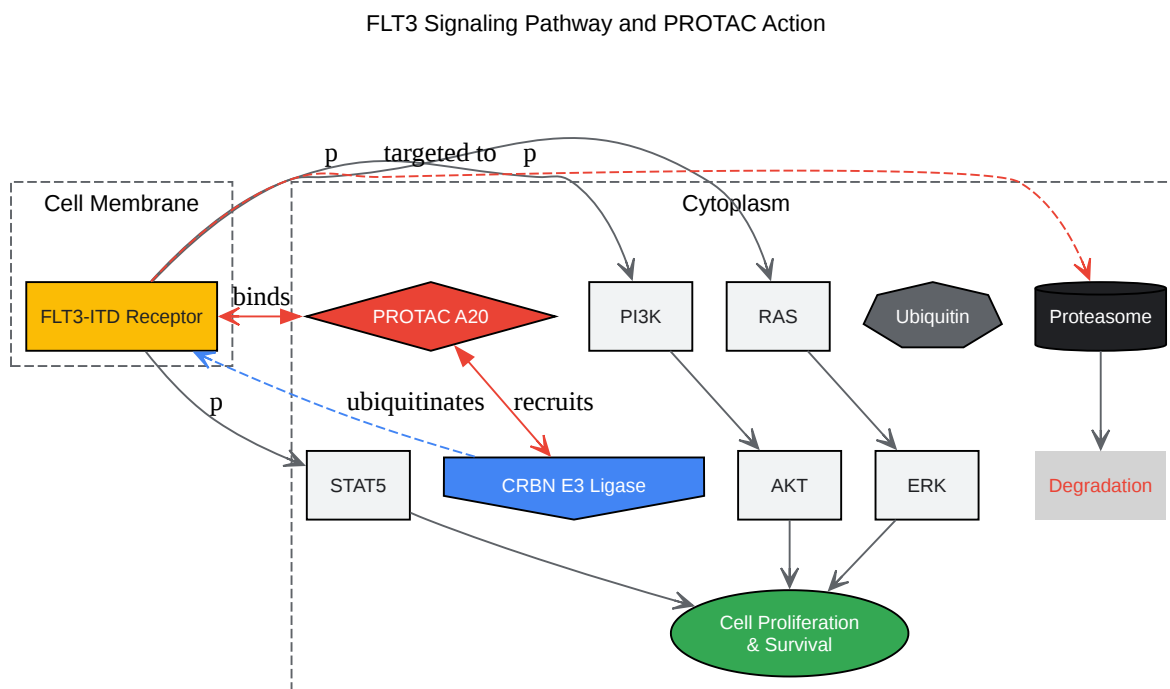 FLT3 Signaling Pathway and PROTAC Action
p
targeted to
p
Cell Membrane
Cytoplasm
binds
FLT3-ITD Receptor
PROTAC A20
PI3K
RAS
Ubiquitin
Proteasome
p
ubiquitinates
recruits
STAT5
CRBN E3 Ligase
AKT
ERK
Degradation
Cell Proliferation
& Survival